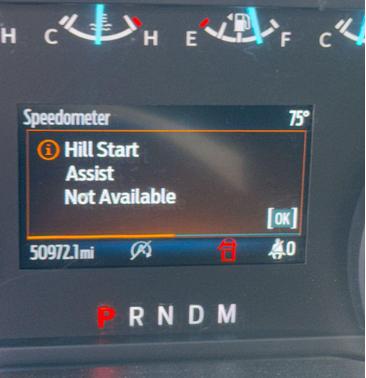 H C H E F C
Speedometer 75°
Hill Start
Assist
Not Available
[OK]
50972.1mi 0
P R N D M